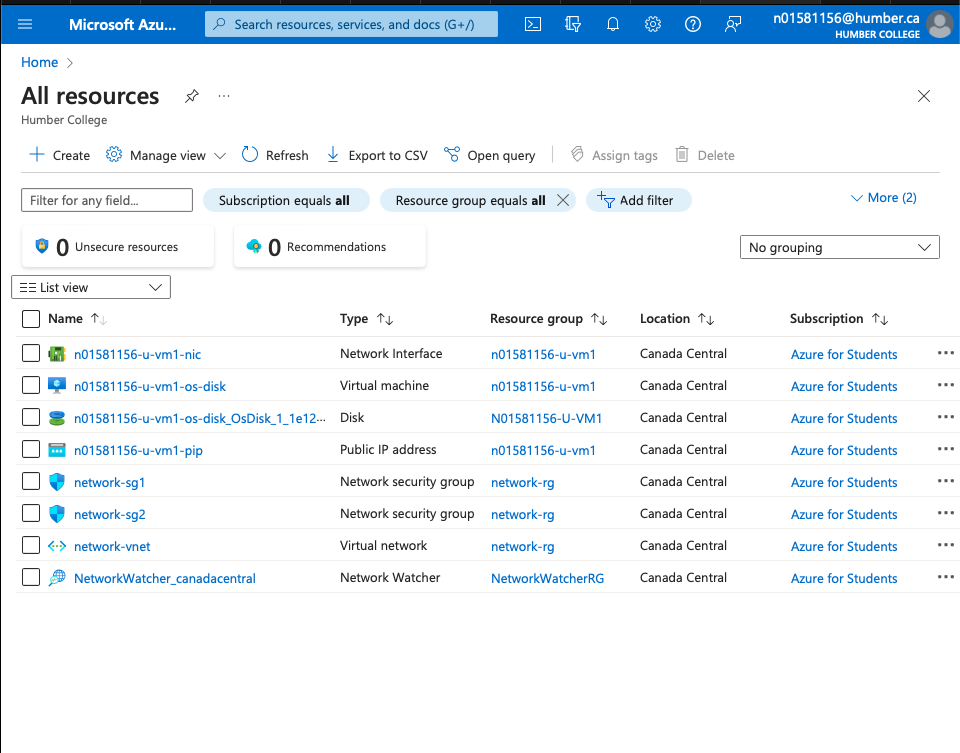 Microsoft Azu...
Search resources, services, and docs (G+/)
n01581156@humber.ca
HUMBER COLLEGE
Home
All resources
...
Humber College
Create
Manage view
Refresh
Export to CSV
Open query
Assign tags
Delete
Filter for any field...
Subscription equals all
Resource group equals all
Add filter
More (2)
0 Unsecure resources
0 Recommendations
No grouping
List view
Name Type Resource group Location Subscription
n01581156-u-vm1-nic Network Interface n01581156-u-vm1 Canada Central Azure for Students ...
n01581156-u-vm1-os-disk Virtual machine n01581156-u-vm1 Canada Central Azure for Students ...
n01581156-u-vm1-os-disk_OsDisk_1_1e12... Disk N01581156-U-VM1 Canada Central Azure for Students ...
n01581156-u-vm1-pip Public IP address n01581156-u-vm1 Canada Central Azure for Students ...
network-sg1 Network security group network-rg Canada Central Azure for Students ...
network-sg2 Network security group network-rg Canada Central Azure for Students ...
network-vnet Virtual network network-rg Canada Central Azure for Students ...
NetworkWatcher_canadacentral Network Watcher NetworkWatcherRG Canada Central Azure for Students ...